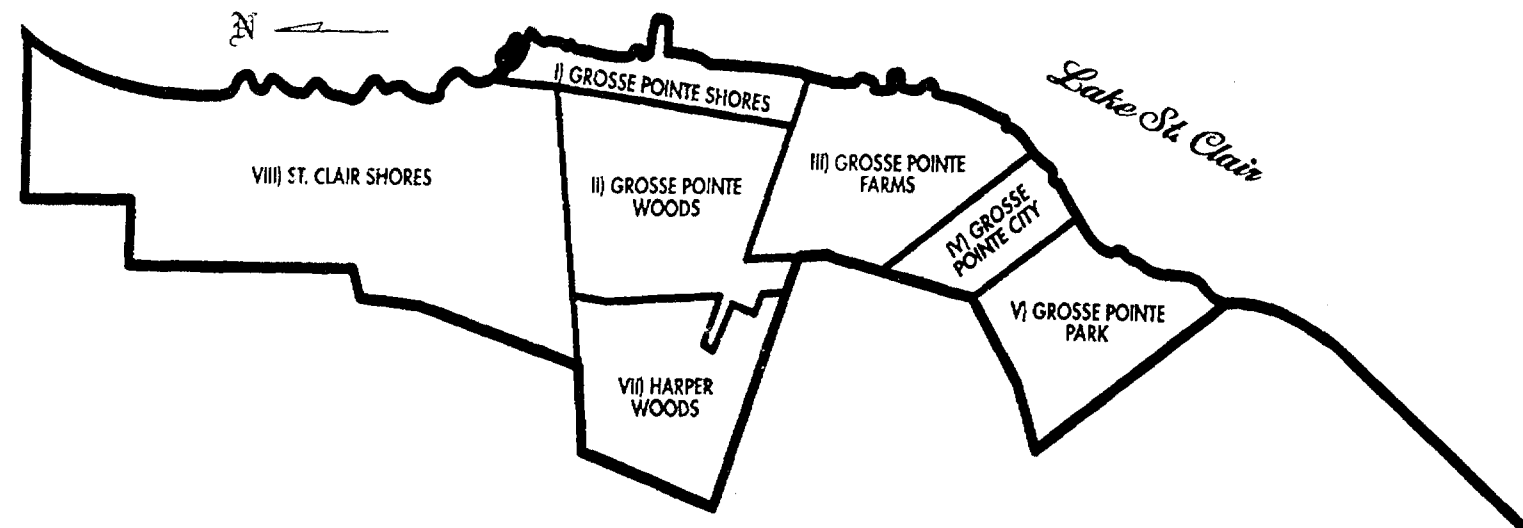 N
Lake St. Clair
I) GROSSE POINTE SHORES
VIII) ST. CLAIR SHORES
II) GROSSE POINTE
WOODS
III) GROSSE POINTE
FARMS
IV) GROSSE
POINTE CITY
V) GROSSE POINTE
PARK
VII) HARPER
WOODS